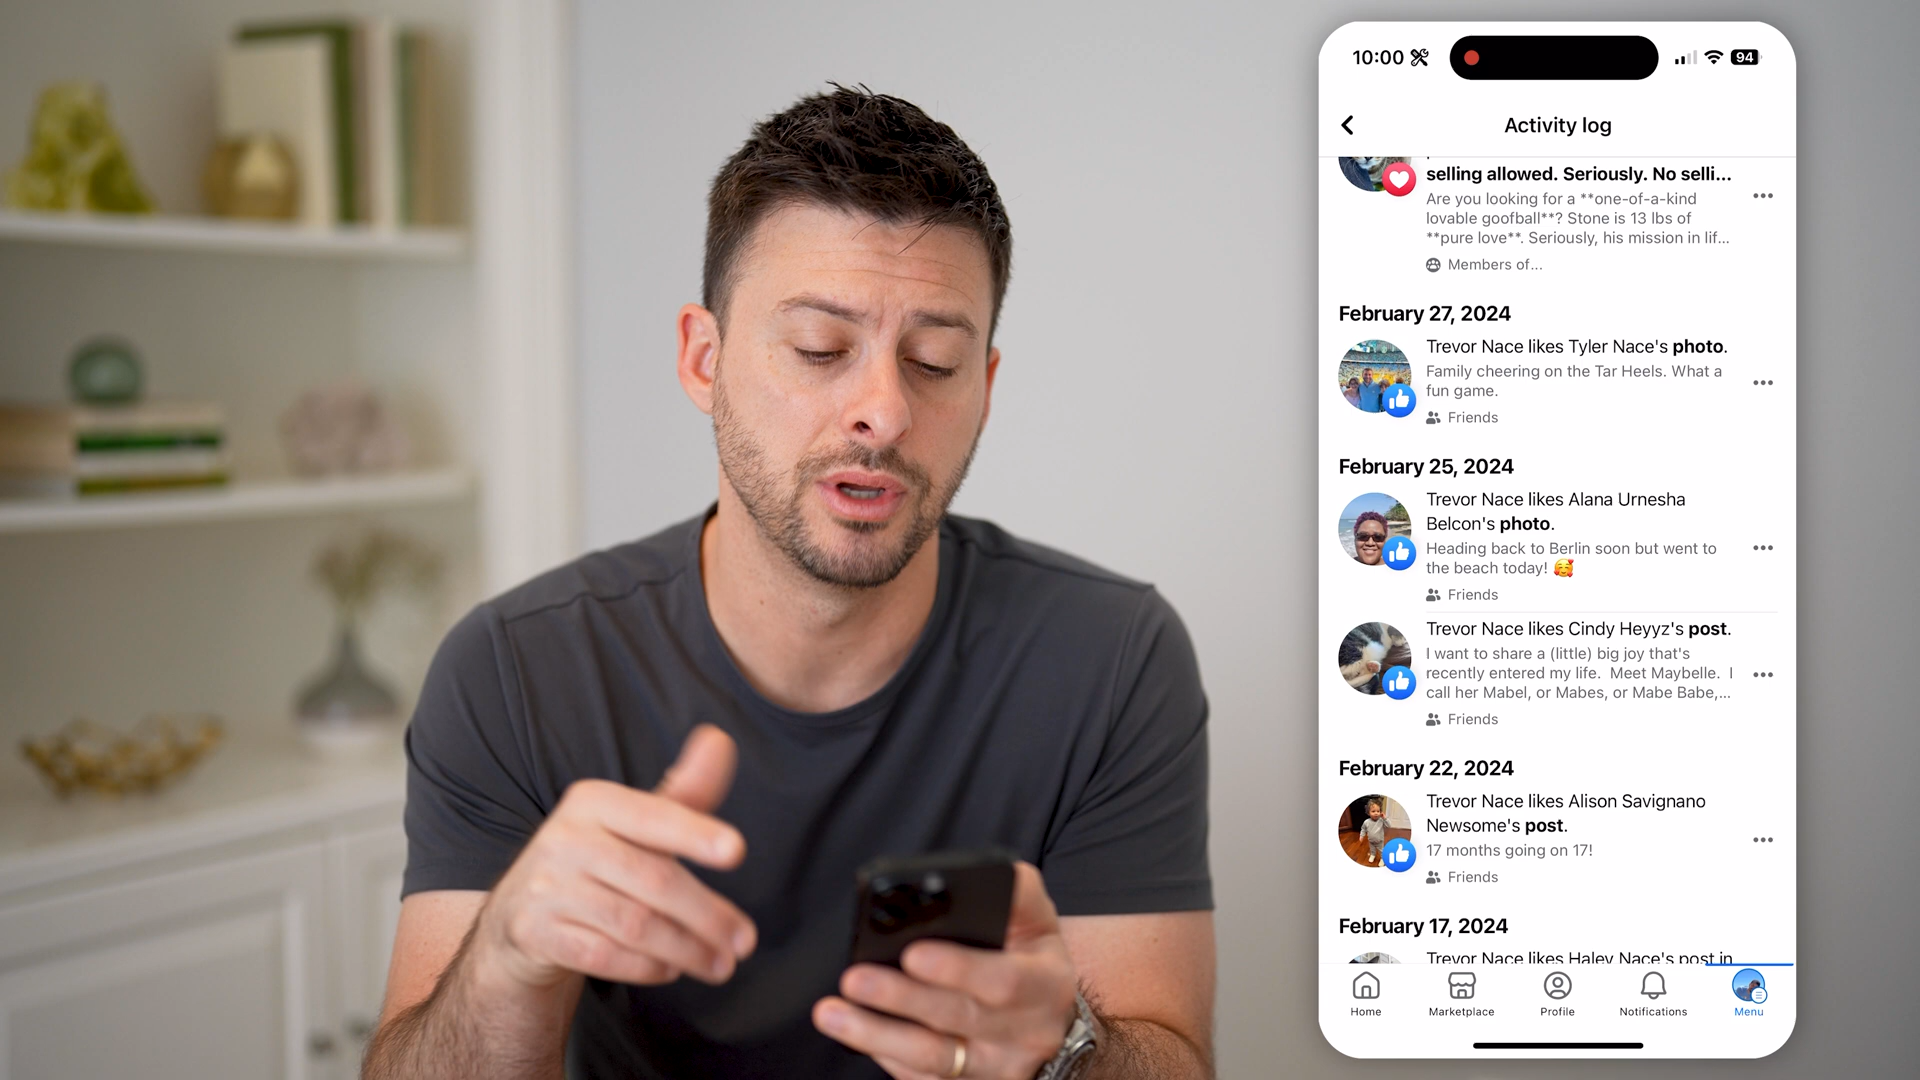 10:00
94
Activity log
selling allowed. Seriously. No selli...
Are you looking for a **one-of-a-kind
lovable goofball**? Stone is 13 lbs of
**pure love**. Seriously, his mission in lif...
Members of...
February 27, 2024
Trevor Nace likes Tyler Nace's photo.
Family cheering on the Tar Heels. What a
fun game.
Friends
February 25, 2024
Trevor Nace likes Alana Urnesha
Belcon's photo.
Heading back to Berlin soon but went to
the beach today! 🥰
Friends
Trevor Nace likes Cindy Heyyz's post.
I want to share a (little) big joy that's
recently entered my life.  Meet Maybelle.  I
call her Mabel, or Mabes, or Mabe Babe,...
Friends
February 22, 2024
Trevor Nace likes Alison Savignano
Newsome's post.
17 months going on 17!
Friends
February 17, 2024
Trevor Nace likes Haley Nace's post in
Home
Marketplace
Profile
Notifications
Menu